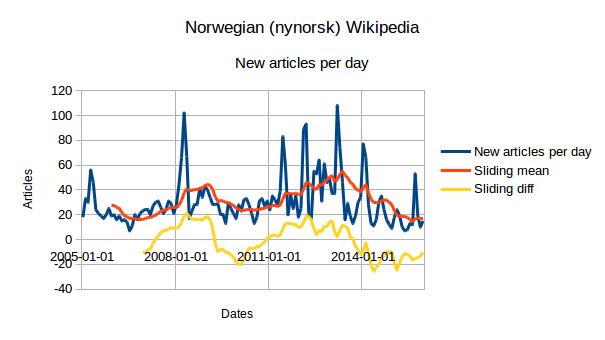 Norwegian (nynorsk) Wikipedia
New articles per day
120
100
80
60
40
20
0
-20
-40
2005-01-01 2008-01-01 2011-01-01 2014-01-01
Articles
Dates
New articles per day
Sliding mean
Sliding diff